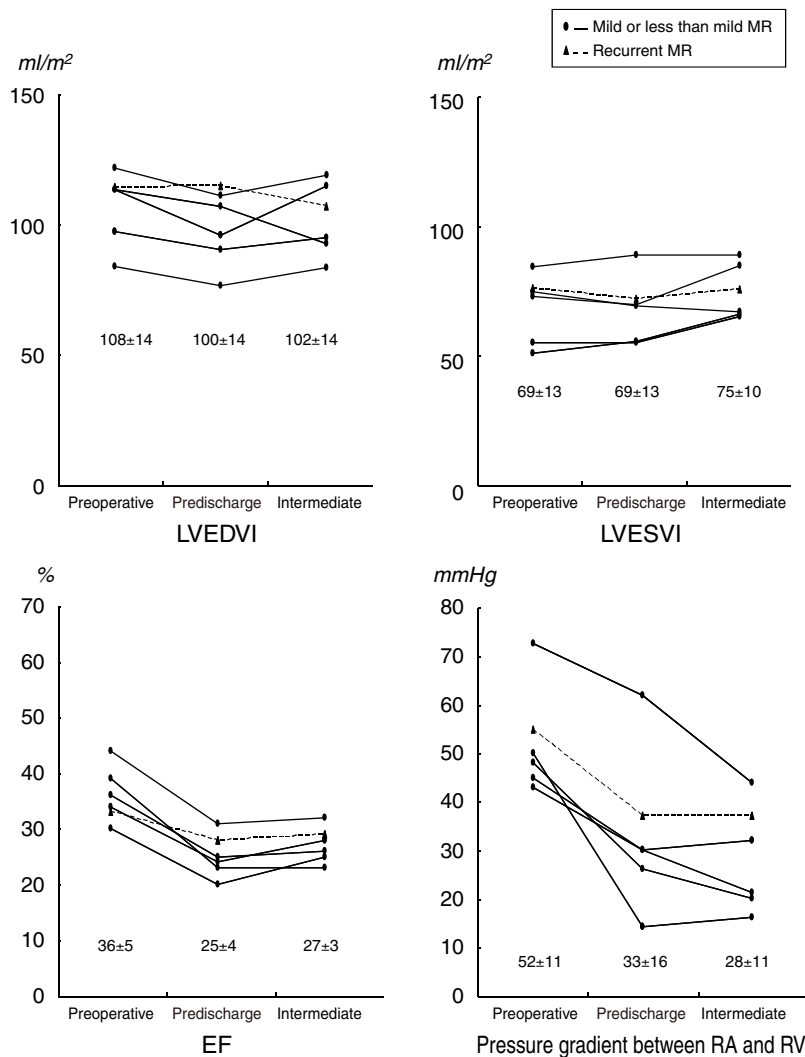 Mild or less than mild MR
Recurrent MR
ml/m²
150
100
50
0
108±14
100±14
102±14
Preoperative
Predischarge
Intermediate
LVEDVI
ml/m²
150
100
50
0
69±13
69±13
75±10
Preoperative
Predischarge
Intermediate
LVESVI
%
70
60
50
40
30
20
10
0
36±5
25±4
27±3
Preoperative
Predischarge
Intermediate
EF
mmHg
80
70
60
50
40
30
20
10
0
52±11
33±16
28±11
Preoperative
Predischarge
Intermediate
Pressure gradient between RA and RV